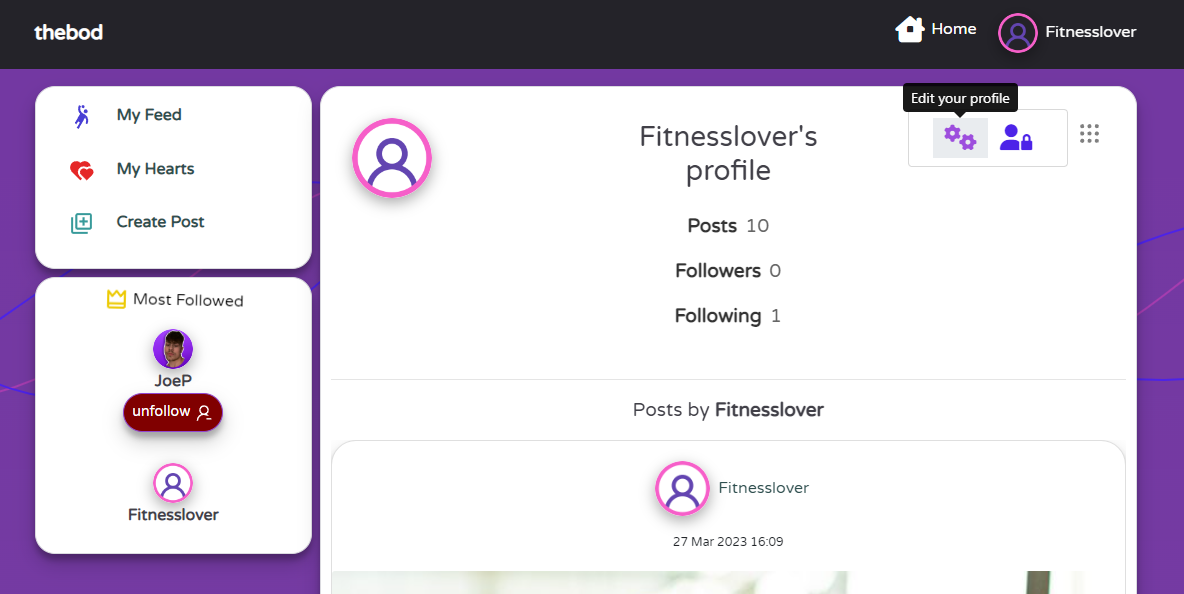 thebod
Home
Fitnesslover
My Feed
My Hearts
Create Post
Most Followed
JoeP
unfollow
Fitnesslover
Edit your profile
Fitnesslover's
profile
Posts 10
Followers 0
Following 1
Posts by Fitnesslover
Fitnesslover
27 Mar 2023 16:09